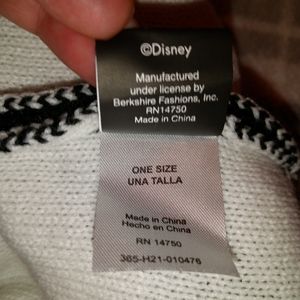 ©Disney
Manufactured
under license by
Berkshire Fashions, Inc.
RN14750
Made in China
ONE SIZE
UNA TALLA
Made in China
Hecho en China
RN 14750
365-H21-010476